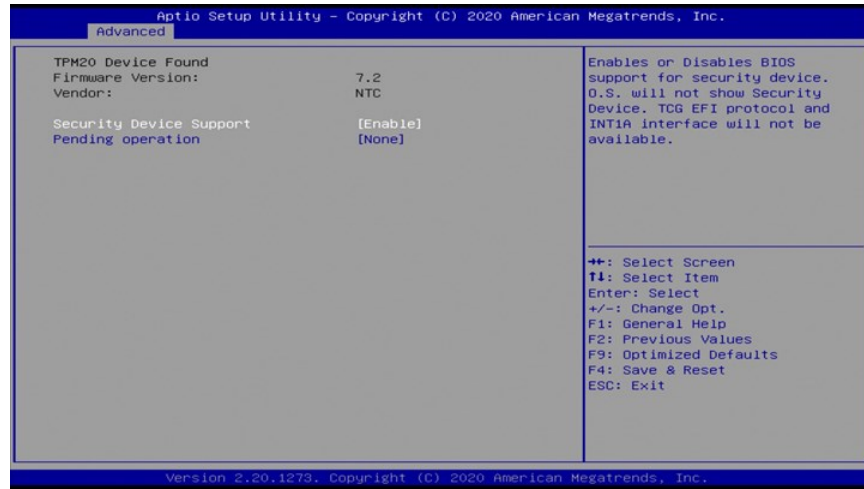 Aptio Setup Utility – Copyright (C) 2020 American Megatrends, Inc.
Advanced
TPM20 Device Found
Firmware Version: 7.2
Vendor: NTC
Security Device Support [Enable]
Pending operation [None]
Enables or Disables BIOS
support for security device.
O.S. will not show Security
Device. TCG EFI protocol and
INT1A interface will not be
available.
→←: Select Screen
↑↓: Select Item
Enter: Select
+/-: Change Opt.
F1: General Help
F2: Previous Values
F9: Optimized Defaults
F4: Save & Reset
ESC: Exit
Version 2.20.1273. Copyright (C) 2020 American Megatrends, Inc.